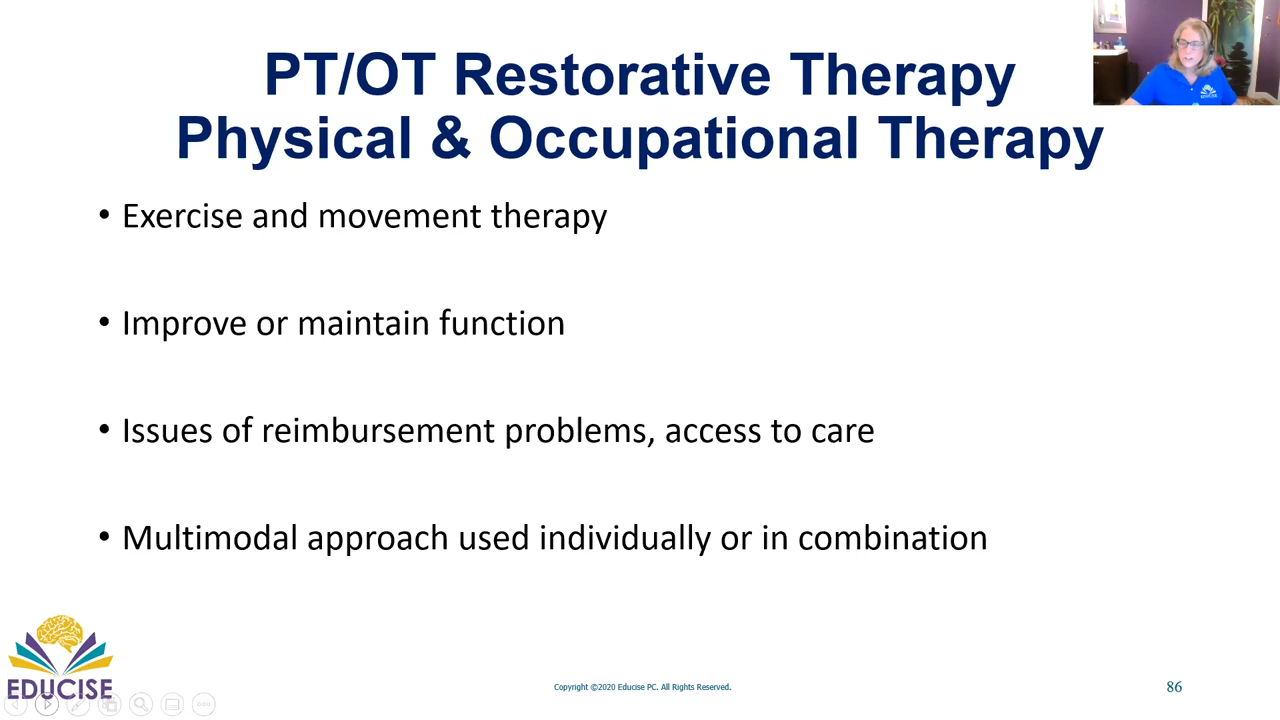 PT/OT Restorative Therapy
Physical & Occupational Therapy
• Exercise and movement therapy
• Improve or maintain function
• Issues of reimbursement problems, access to care
• Multimodal approach used individually or in combination
EDUCISE
Copyright ©2020 Educise PC. All Rights Reserved.
86